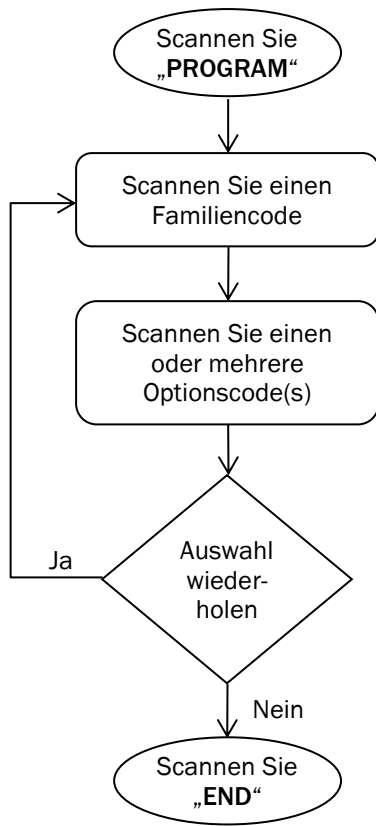 Scannen Sie
„PROGRAM“
Scannen Sie einen
Familiencode
Scannen Sie einen
oder mehrere
Optionscode(s)
Ja
Auswahl
wieder-
holen
Nein
Scannen Sie
„END“